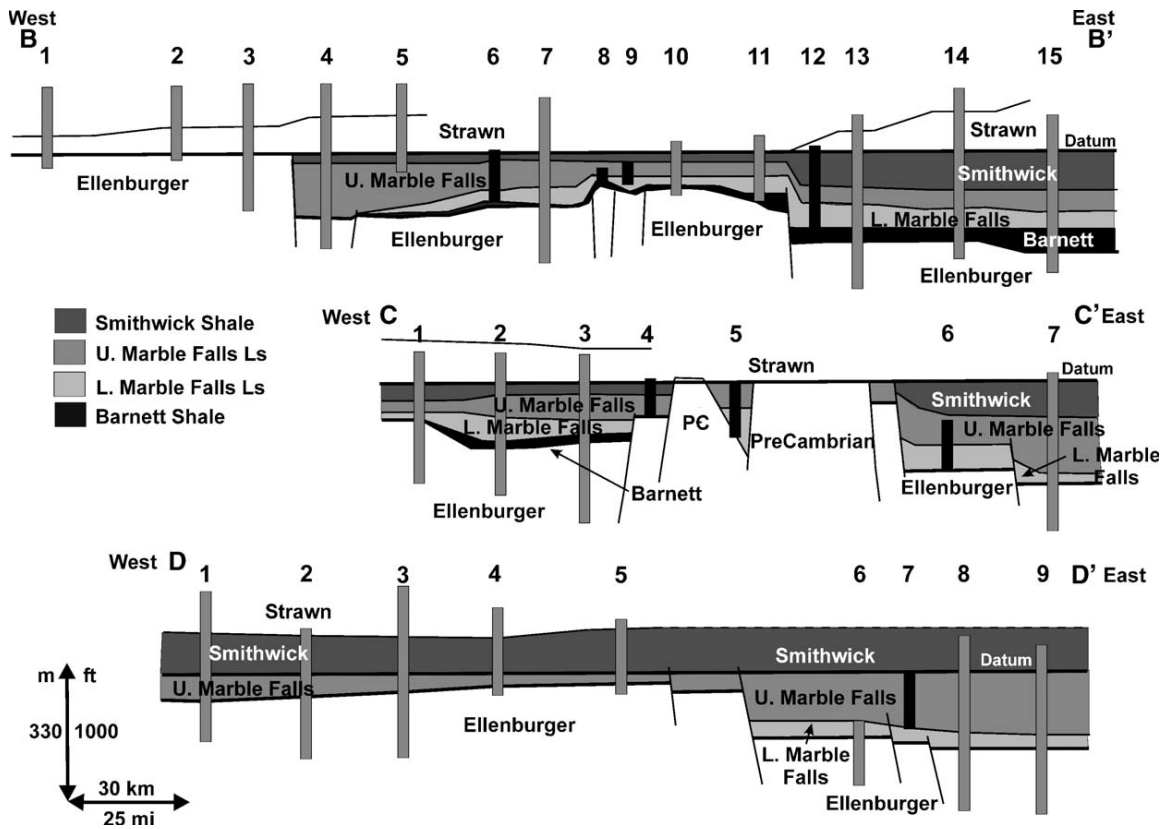 West East
B B'
1 2 3 4 5 6 7 8 9 10 11 12 13 14 15
Strawn Strawn Datum
Ellenburger U. Marble Falls Smithwick
L. Marble Falls
Ellenburger Ellenburger Barnett
Ellenburger
Smithwick Shale
U. Marble Falls Ls
L. Marble Falls Ls
Barnett Shale
West C C' East
1 2 3 4 5 6 7
Strawn Datum
U. Marble Falls Smithwick
L. Marble Falls PЄ PreCambrian U. Marble Falls
L. Marble
Falls
Barnett Ellenburger
Ellenburger
West D D' East
1 2 3 4 5 6 7 8 9
Strawn
Smithwick Smithwick Datum
U. Marble Falls U. Marble Falls
Ellenburger
L. Marble
Falls
Ellenburger
m ft
330 1000
30 km
25 mi